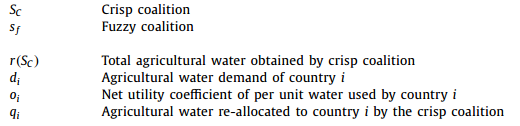 S_C Crisp coalition
s_f Fuzzy coalition
r(S_C) Total agricultural water obtained by crisp coalition
d_i Agricultural water demand of country i
o_i Net utility coefficient of per unit water used by country i
q_i Agricultural water re-allocated to country i by the crisp coalition